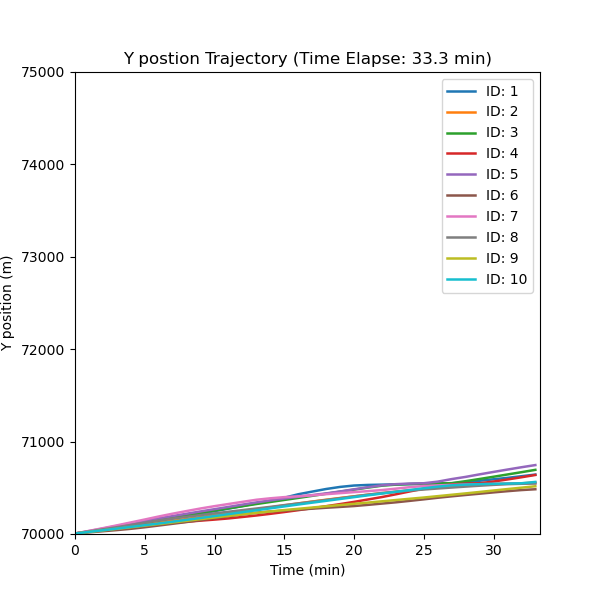 Y postion Trajectory (Time Elapse: 33.3 min)
75000
74000
73000
72000
71000
70000
Y position (m)
ID: 1
ID: 2
ID: 3
ID: 4
ID: 5
ID: 6
ID: 7
ID: 8
ID: 9
ID: 10
0 5 10 15 20 25 30
Time (min)